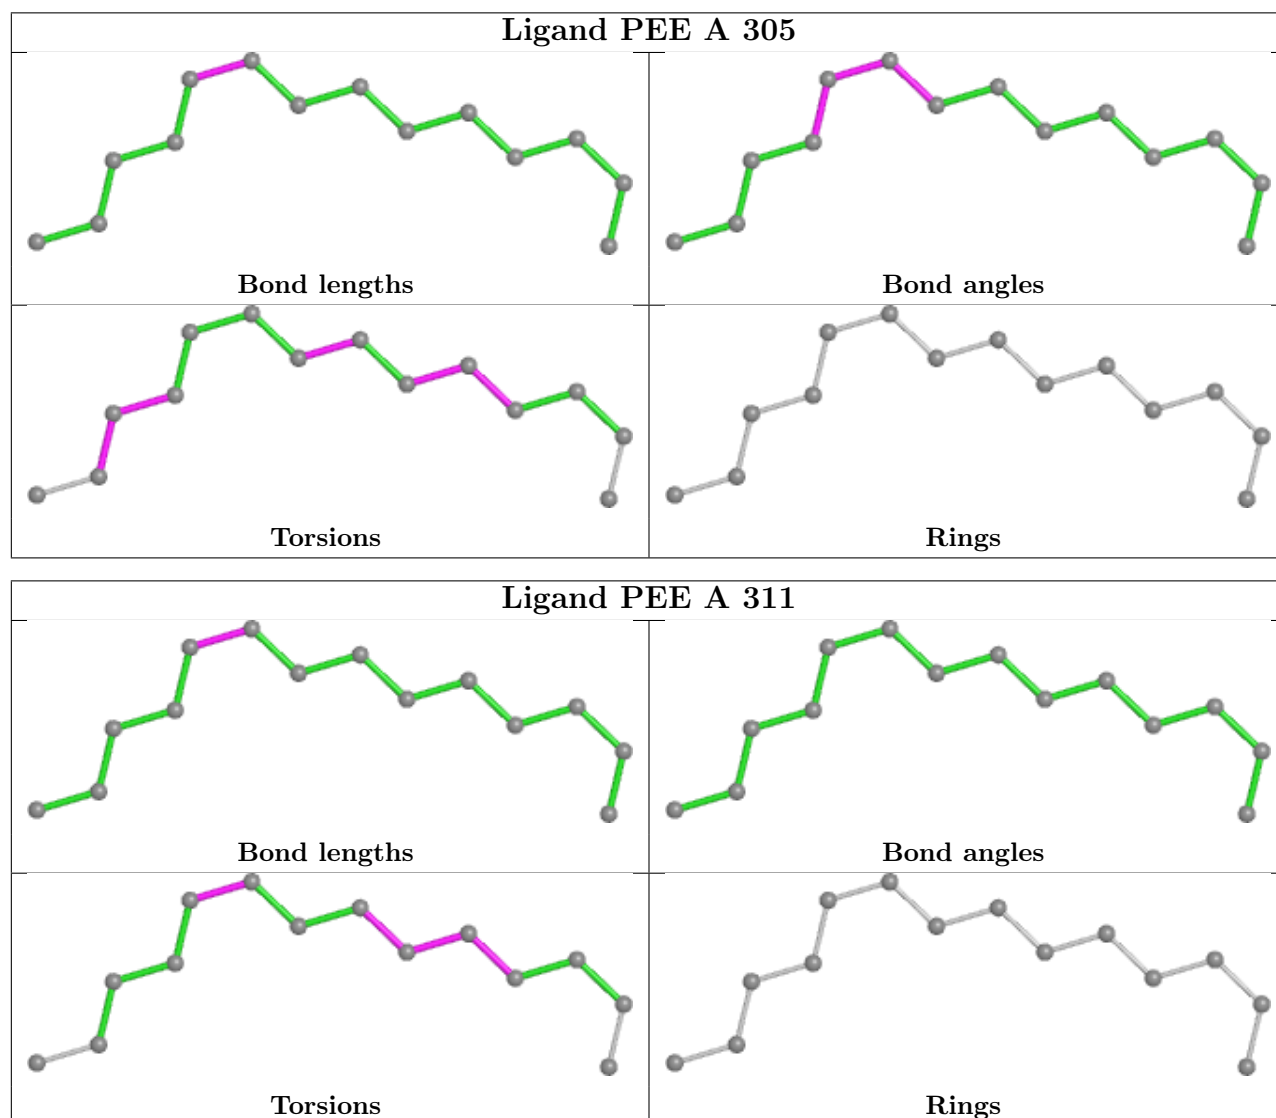 Ligand PEE A 305
Bond lengths
Bond angles
Torsions
Rings
Ligand PEE A 311
Bond lengths
Bond angles
Torsions
Rings